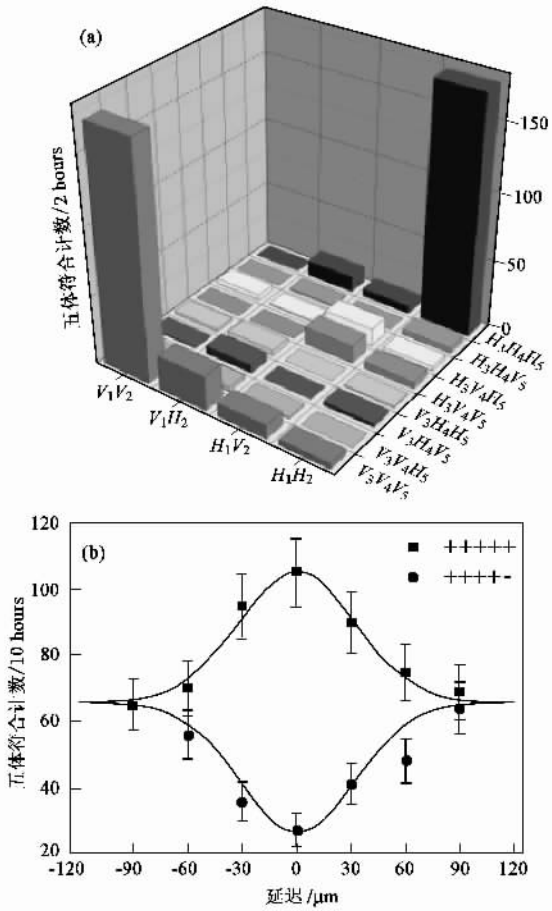 (a)
五体符合计数/2 hours
150
100
50
0
V₁V₂
V₁H₂
H₁V₂
H₁H₂
H₃H₄H₅
H₃H₄V₅
H₃V₄H₅
H₃V₄V₅
V₃H₄H₅
V₃H₄V₅
V₃V₄H₅
V₃V₄V₅
(b)
+++++
++++-
五体符合计数/10 hours
120
100
80
60
40
20
-120 -90 -60 -30 0 30 60 90 120
延迟/μm